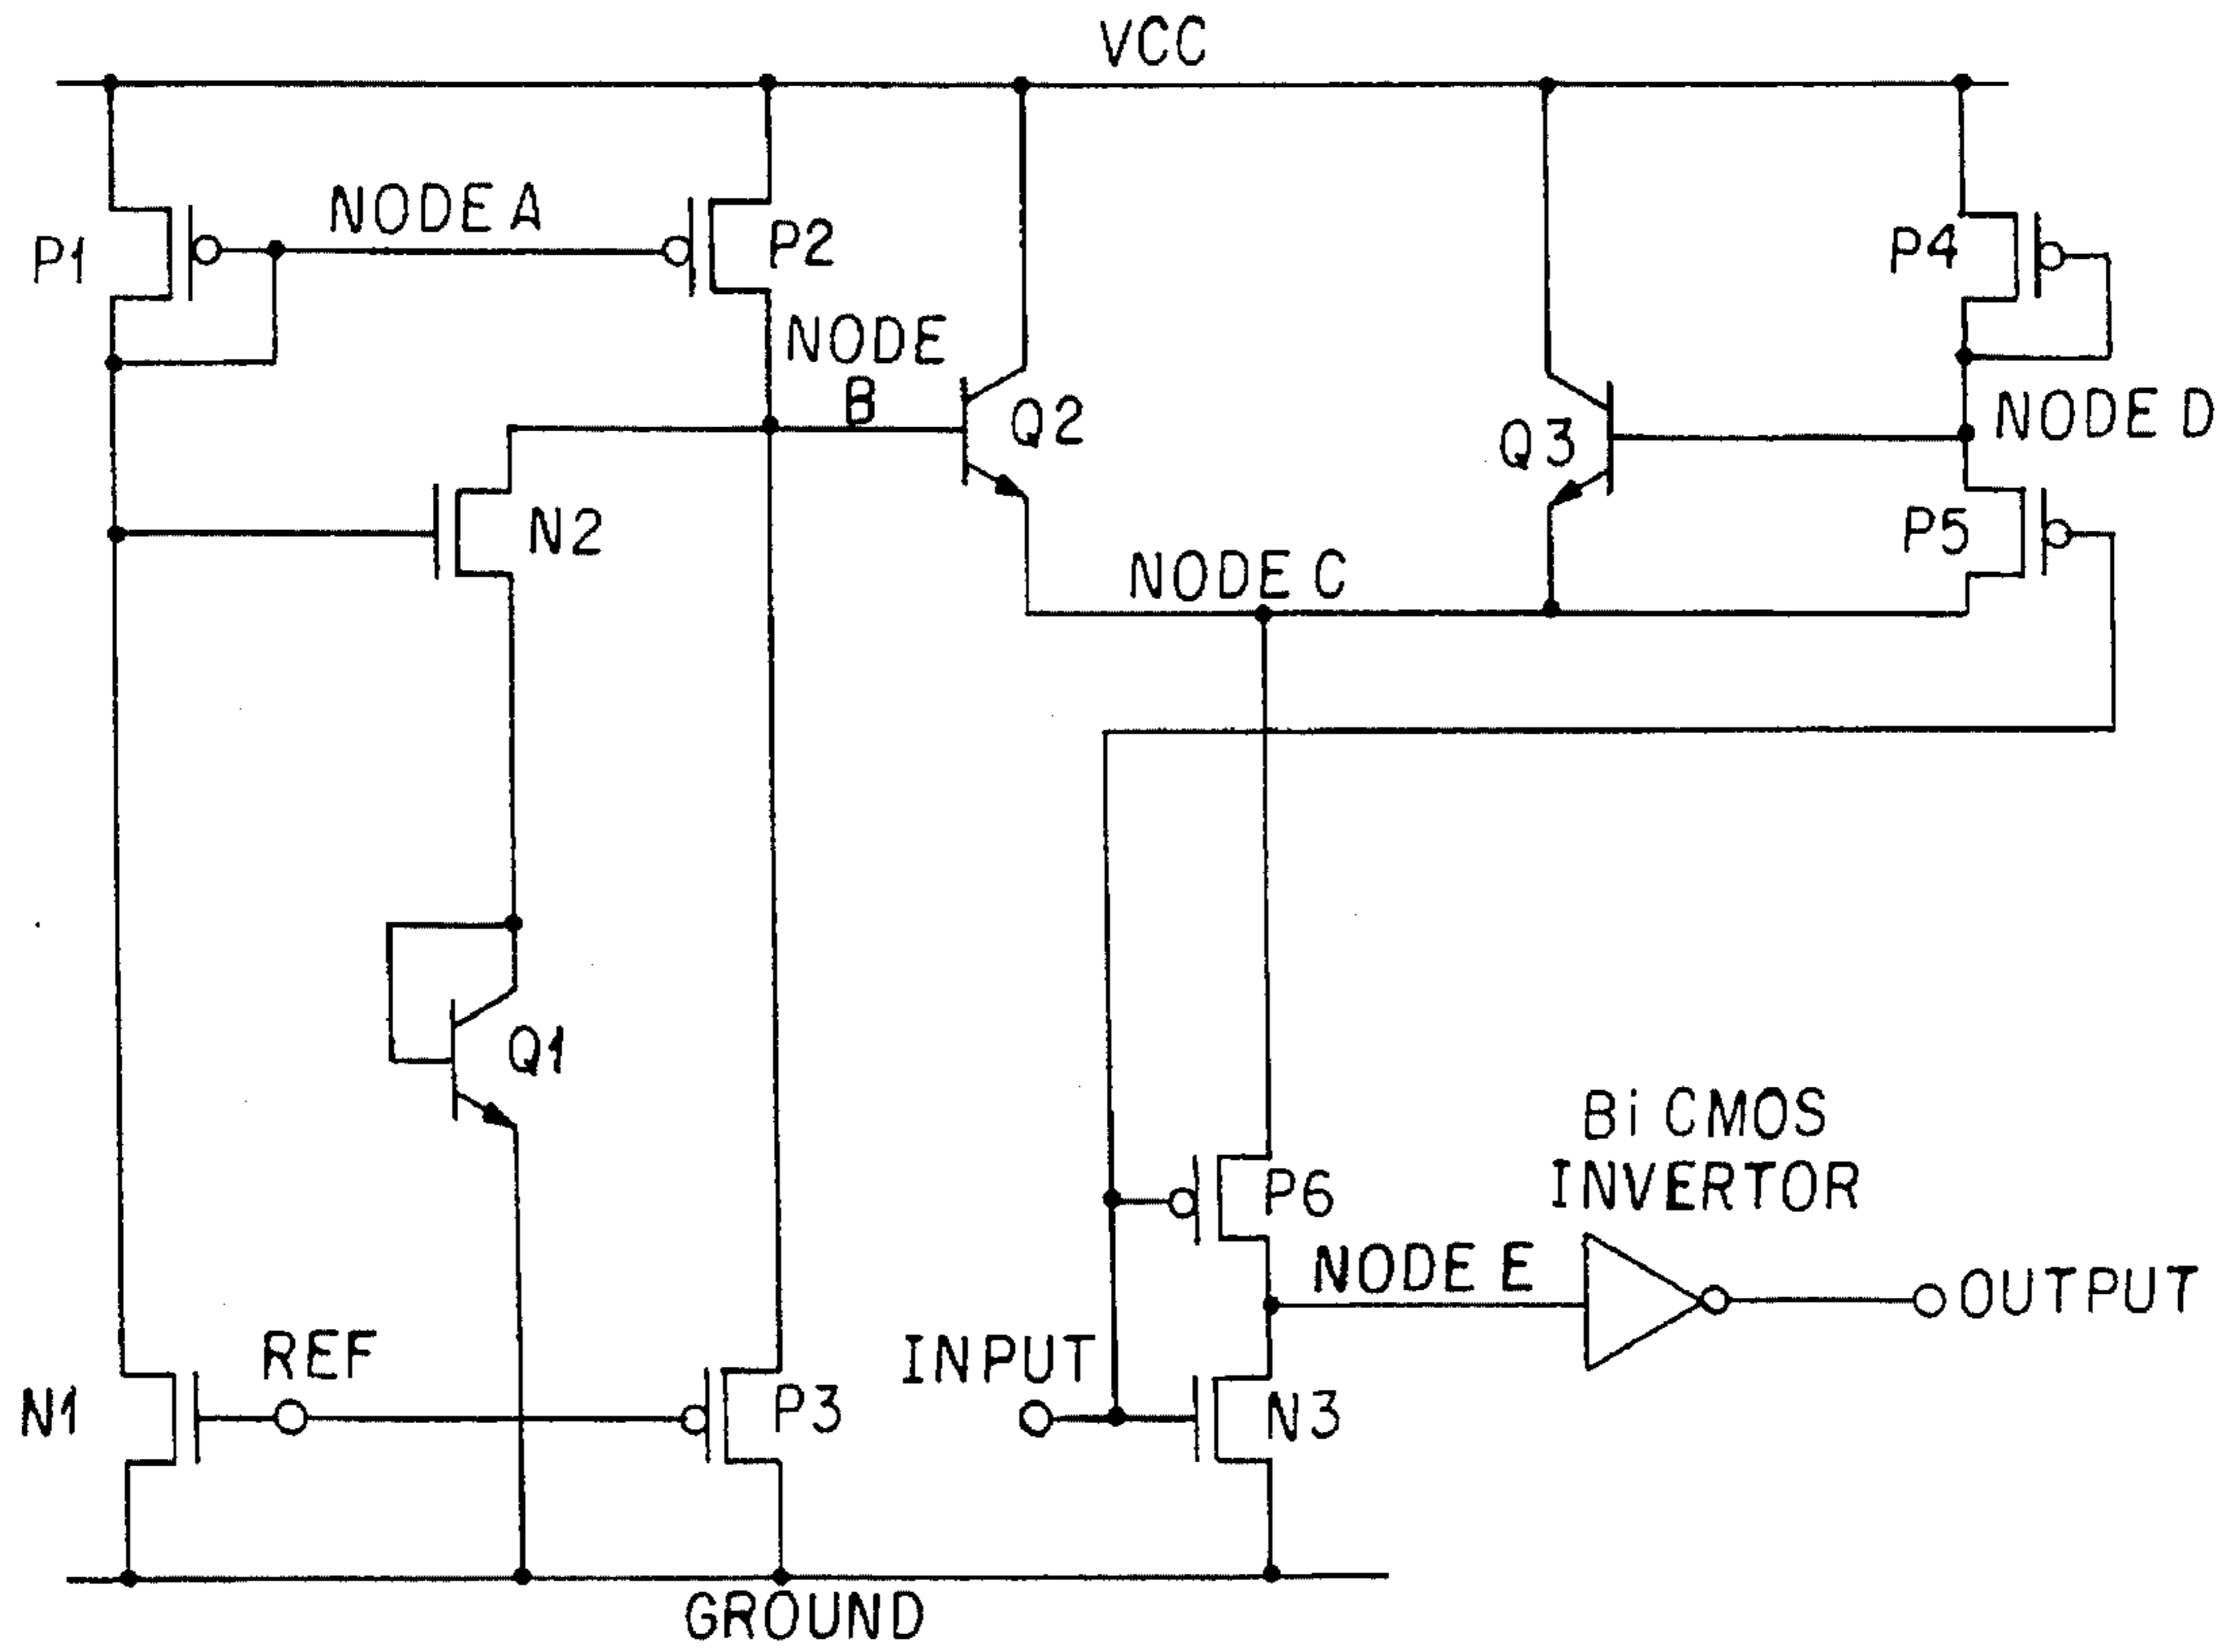 VCC
NODE A
P1
P2
P4
NODE
B
Q2
Q3
NODE D
N2
P5
NODE C
Q1
Bi CMOS
INVERTOR
P6
NODE E
OUTPUT
REF
INPUT
N1
P3
N3
GROUND